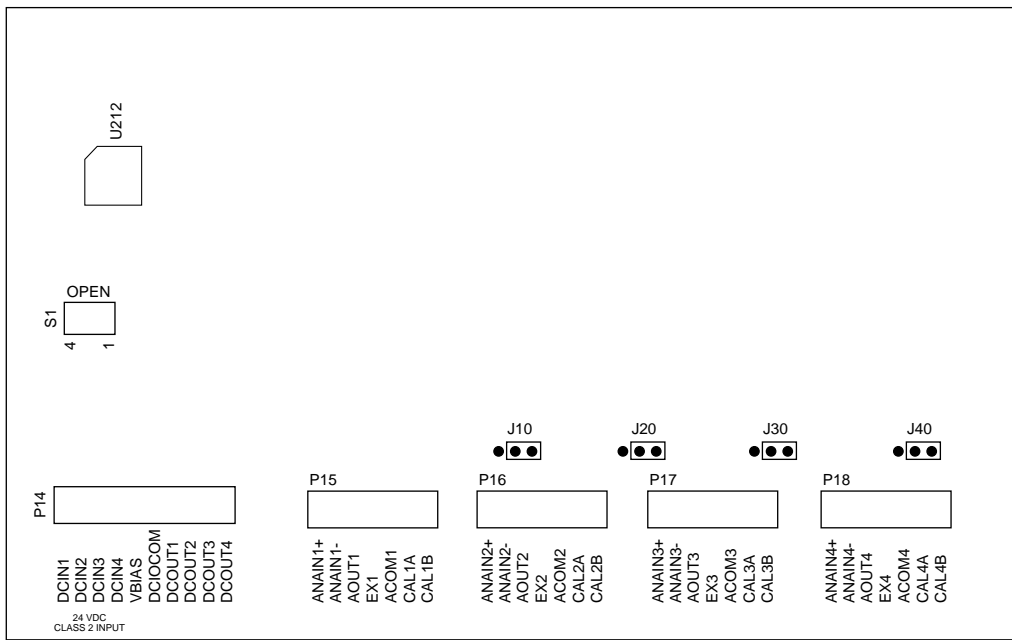 U212
OPEN
S1
4
1
J10
J20
J30
J40
P14
P15
P16
P17
P18
DCIN1
DCIN2
DCIN3
DCIN4
VBIAS
DCIOCOM
DCOUT1
DCOUT2
DCOUT3
DCOUT4
24 VDC
CLASS 2 INPUT
ANAIN1+
ANAIN1-
AOUT1
EX1
ACOM1
CAL1A
CAL1B
ANAIN2+
ANAIN2-
AOUT2
EX2
ACOM2
CAL2A
CAL2B
ANAIN3+
ANAIN3-
AOUT3
EX3
ACOM3
CAL3A
CAL3B
ANAIN4+
ANAIN4-
AOUT4
EX4
ACOM4
CAL4A
CAL4B